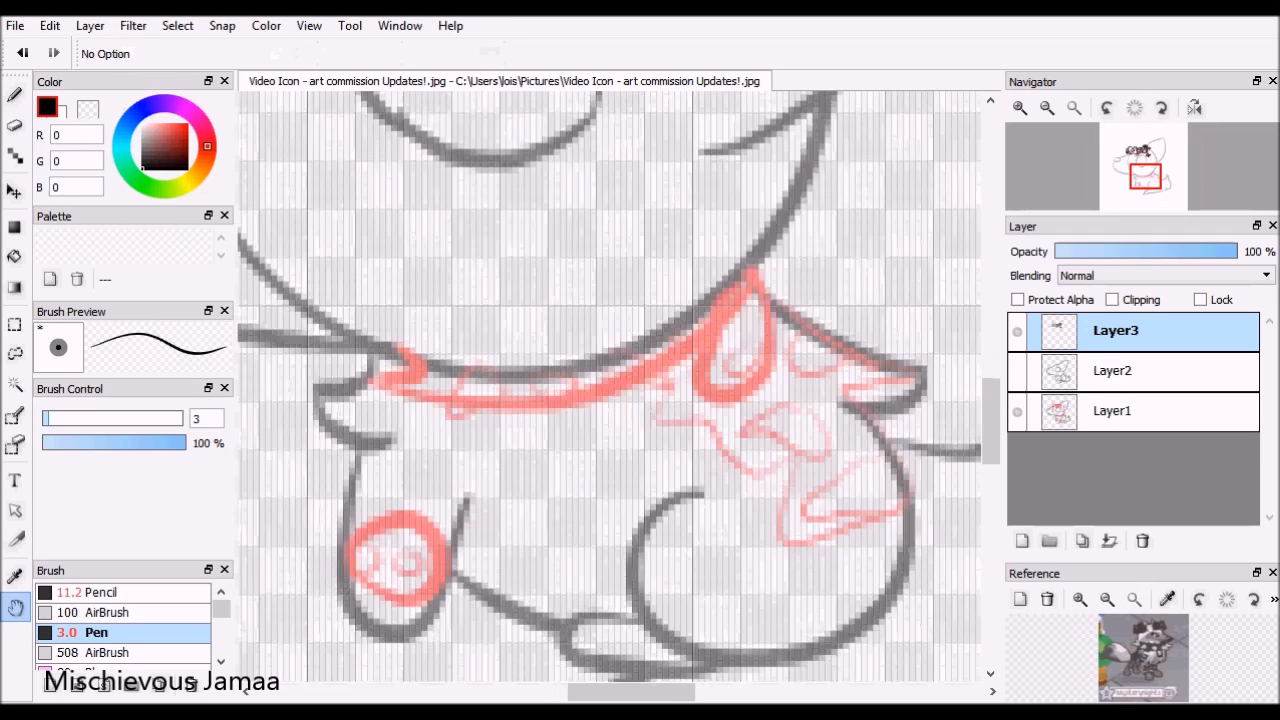 File Edit Layer Filter Select Snap Color View Tool Window Help
No Option
Color
Video Icon - art commission Updates!.jpg - C:\Users\lois\Pictures\Video Icon - art commission Updates!.jpg
Navigator
R 0
G 0
B 0
Palette
---
Layer
Opacity 100 %
Blending Normal
Protect Alpha Clipping Lock
Brush Preview
*
Layer3
Layer2
Brush Control
3
Layer1
100 %
Brush
Reference
11.2 Pencil
100 AirBrush
3.0 Pen
508 AirBrush
Mischievous Jamaa